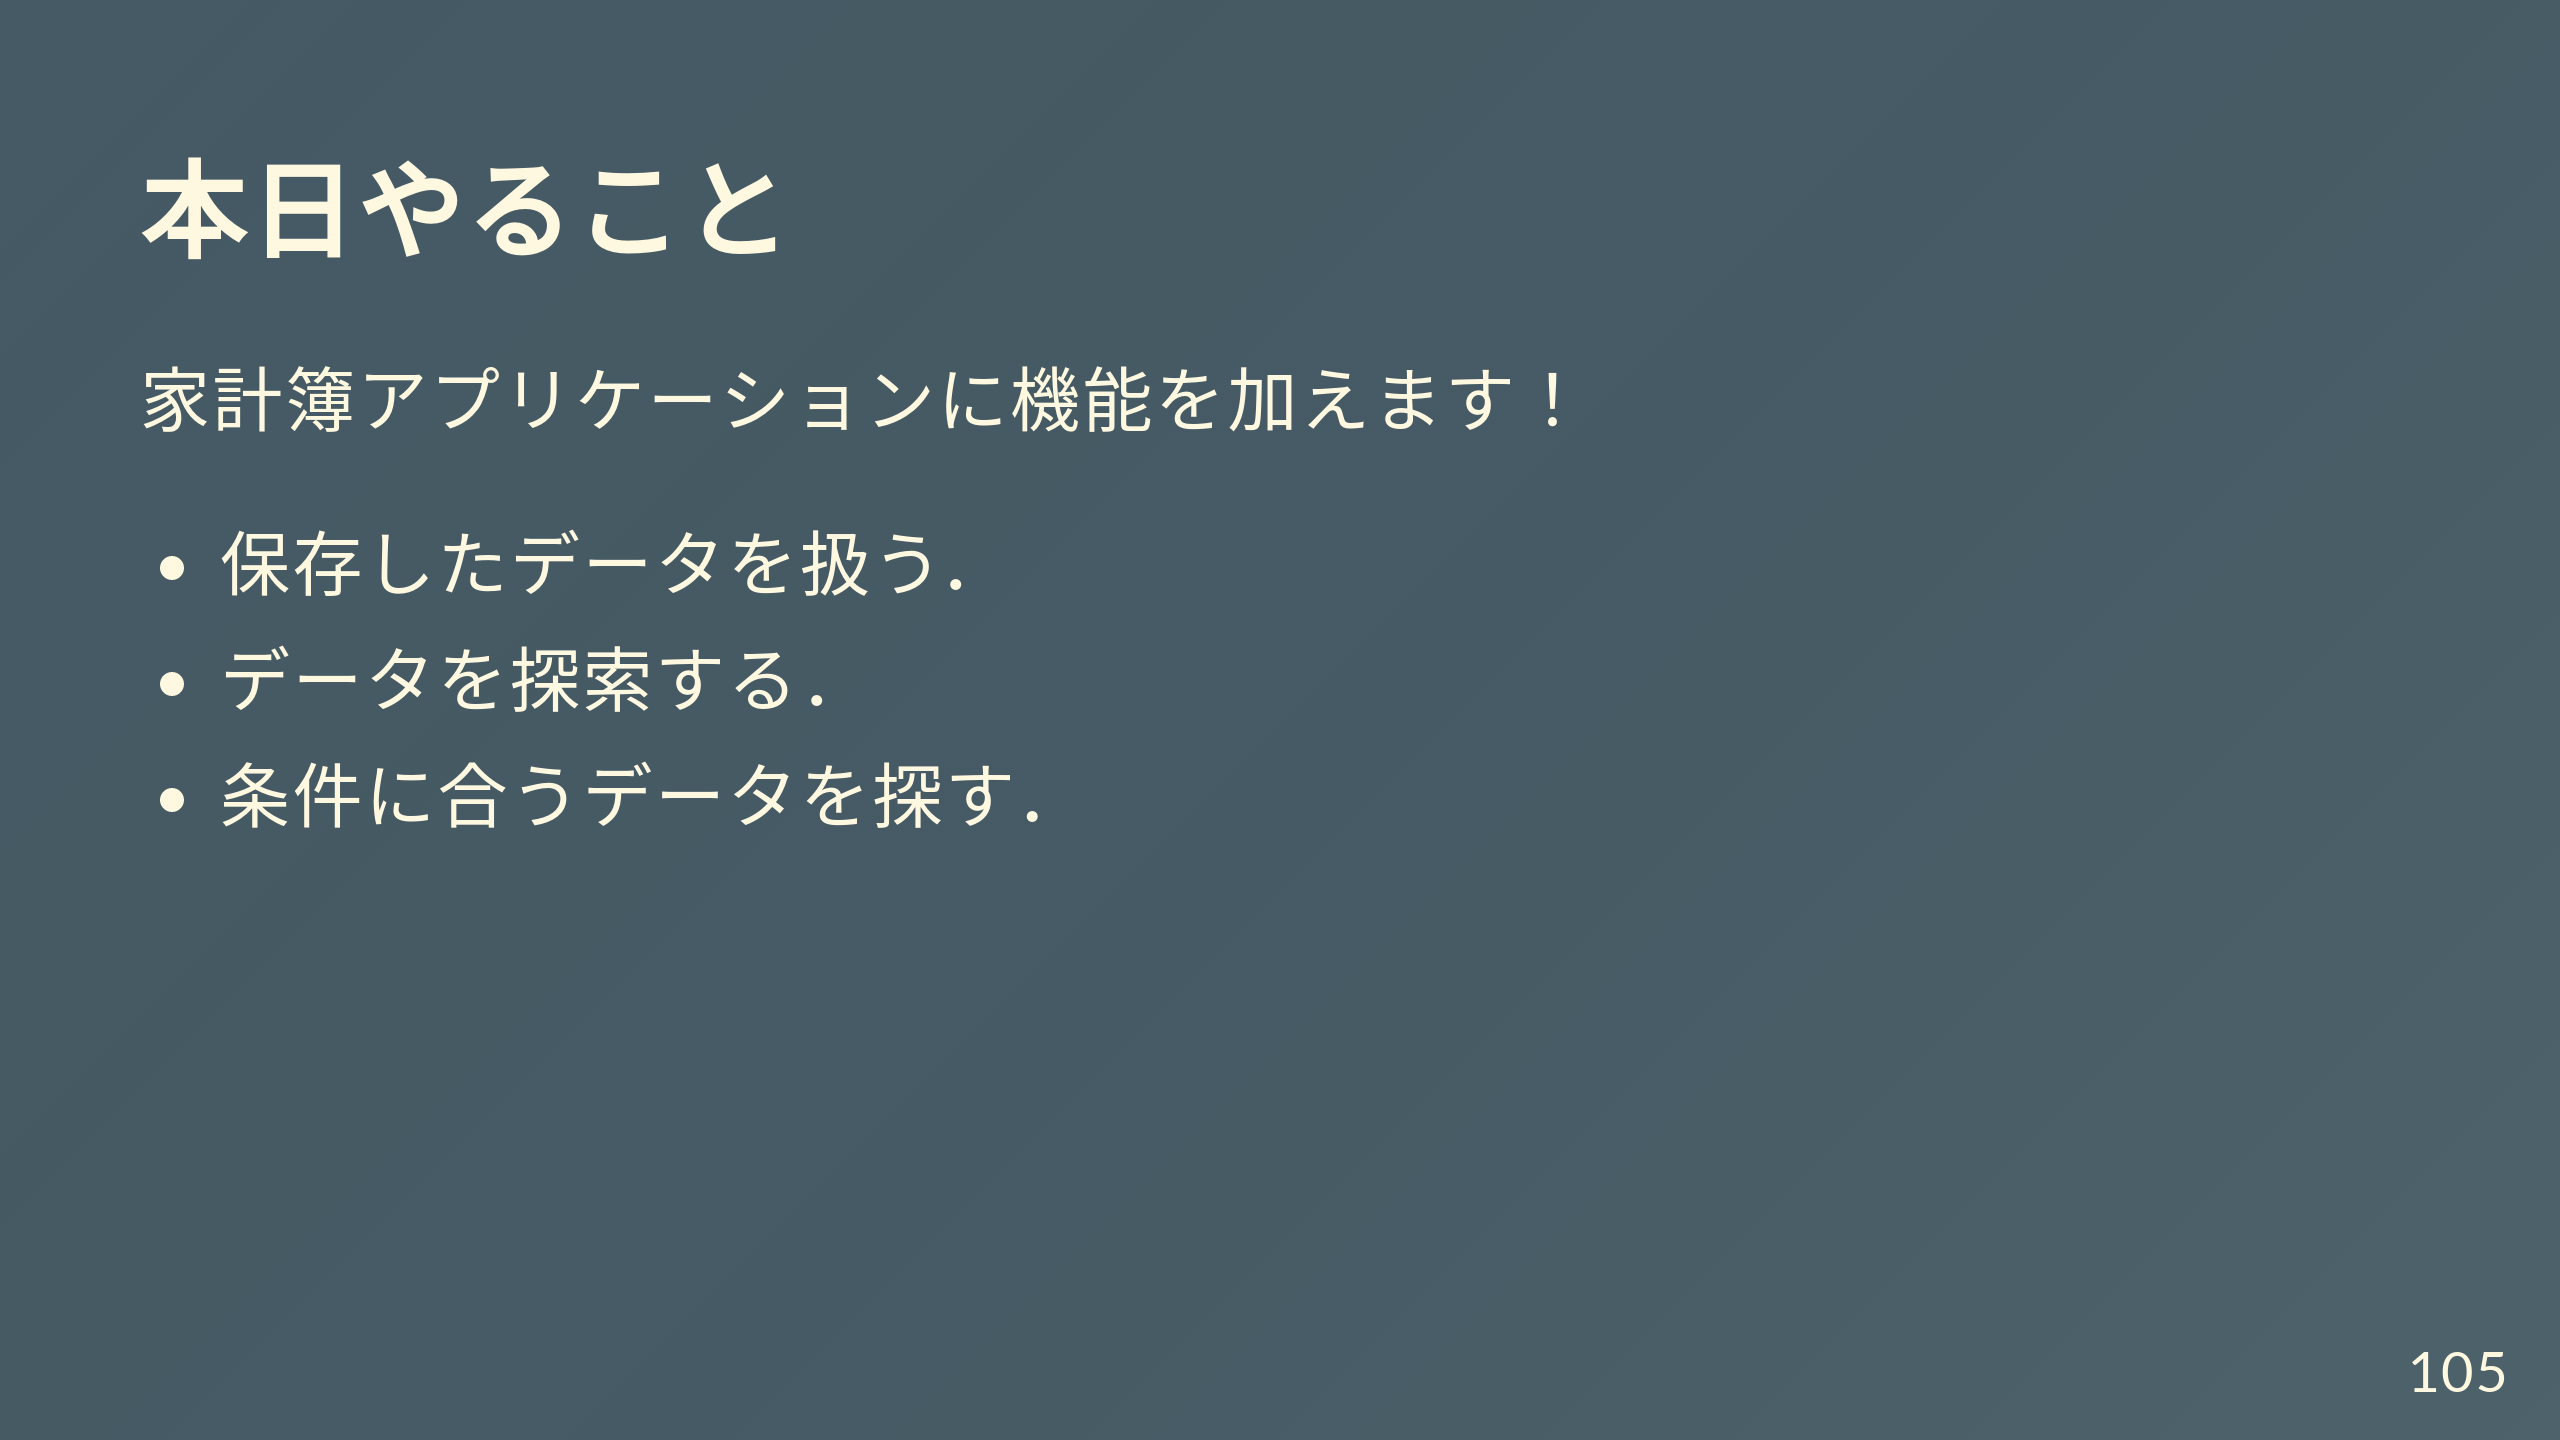 本日やること
家計簿アプリケーションに機能を加えます！
• 保存したデータを扱う．
• データを探索する．
• 条件に合うデータを探す．
105